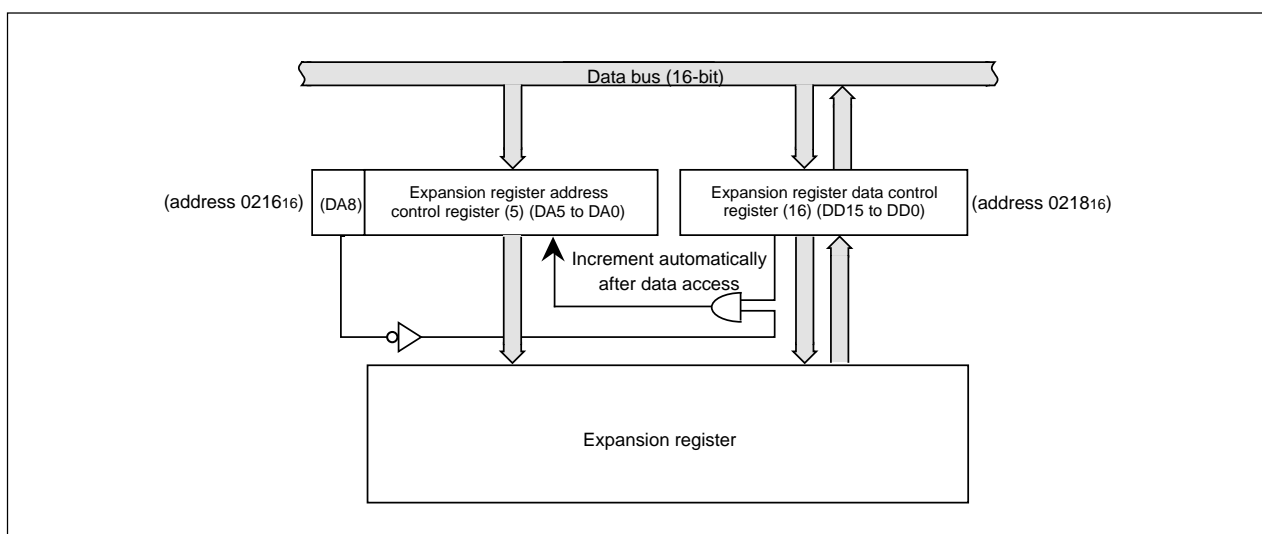 Data bus (16-bit)
(address 021616)
(DA8)
Expansion register address
control register (5) (DA5 to DA0)
Expansion register data control
register (16) (DD15 to DD0)
(address 021816)
Increment automatically
after data access
Expansion register